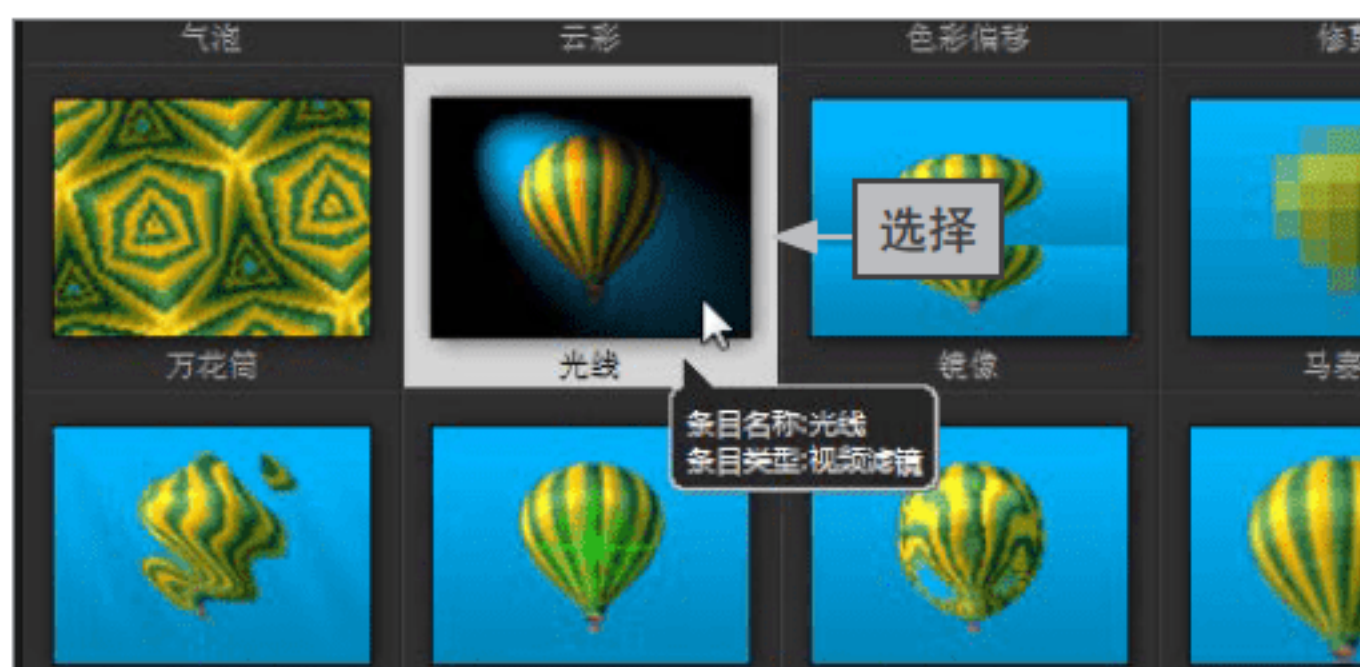 气泡
云彩
色彩偏移
选择
万花筒
光线
镜像
条目名称:光线
条目类型:视频滤镜